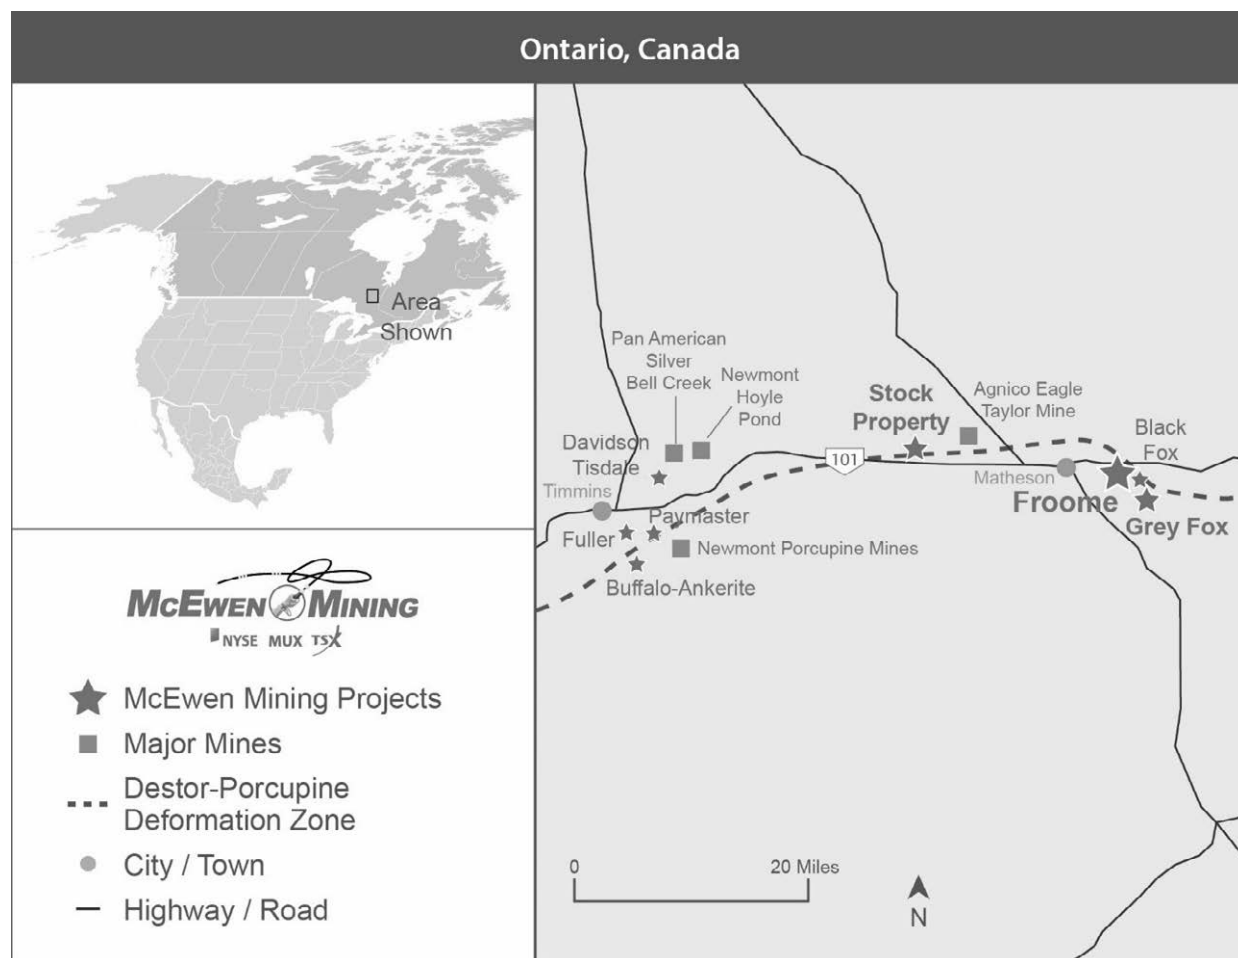 Ontario, Canada
Area
Shown
McEwen Mining
NYSE MUX TSX
McEwen Mining Projects
Major Mines
Destor-Porcupine
Deformation Zone
City / Town
Highway / Road
Pan American
Silver
Bell Creek
Newmont
Hoyle
Pond
Stock
Property
Agnico Eagle
Taylor Mine
Black
Fox
Davidson
Tisdale
101
Timmins
Matheson
Froome
Grey Fox
Fuller
Paymaster
Newmont Porcupine Mines
Buffalo-Ankerite
0 20 Miles
N